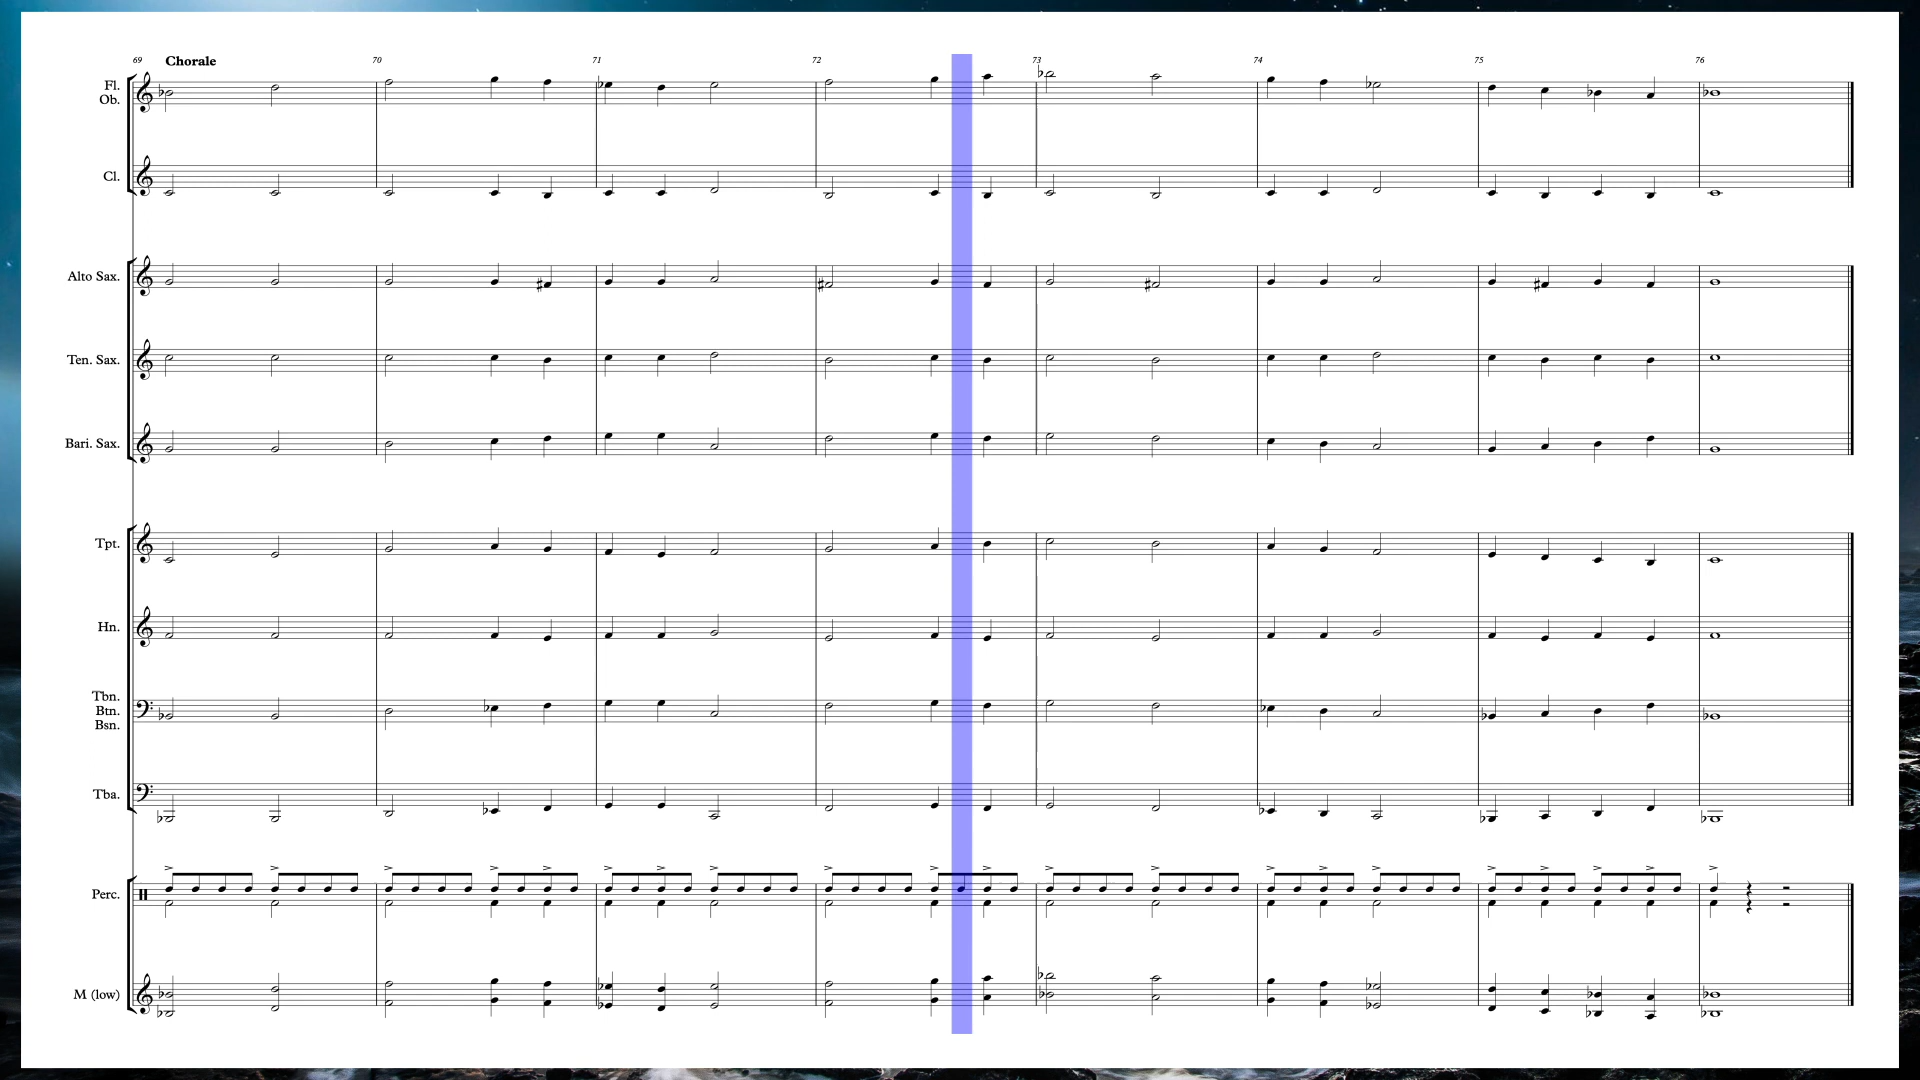 69 Chorale 70 71 72 73 74 75 76
Fl.
Ob.
Cl.
Alto Sax.
Ten. Sax.
Bari. Sax.
Tpt.
Hn.
Tbn.
Btn.
Bsn.
Tba.
Perc.
M (low)